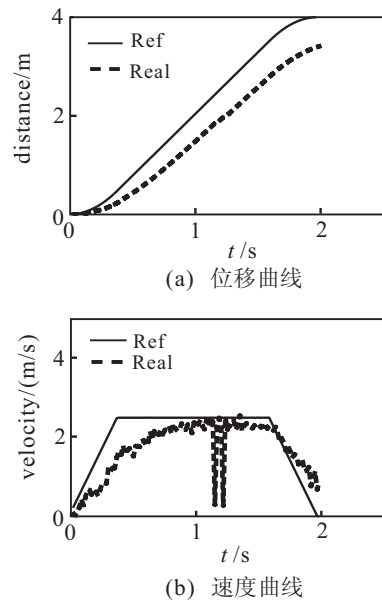 4
Ref
Real
2
0
0
1
2
distance/m
t/s
(a) 位移曲线
Ref
Real
4
2
0
0
1
2
velocity/(m/s)
t/s
(b) 速度曲线